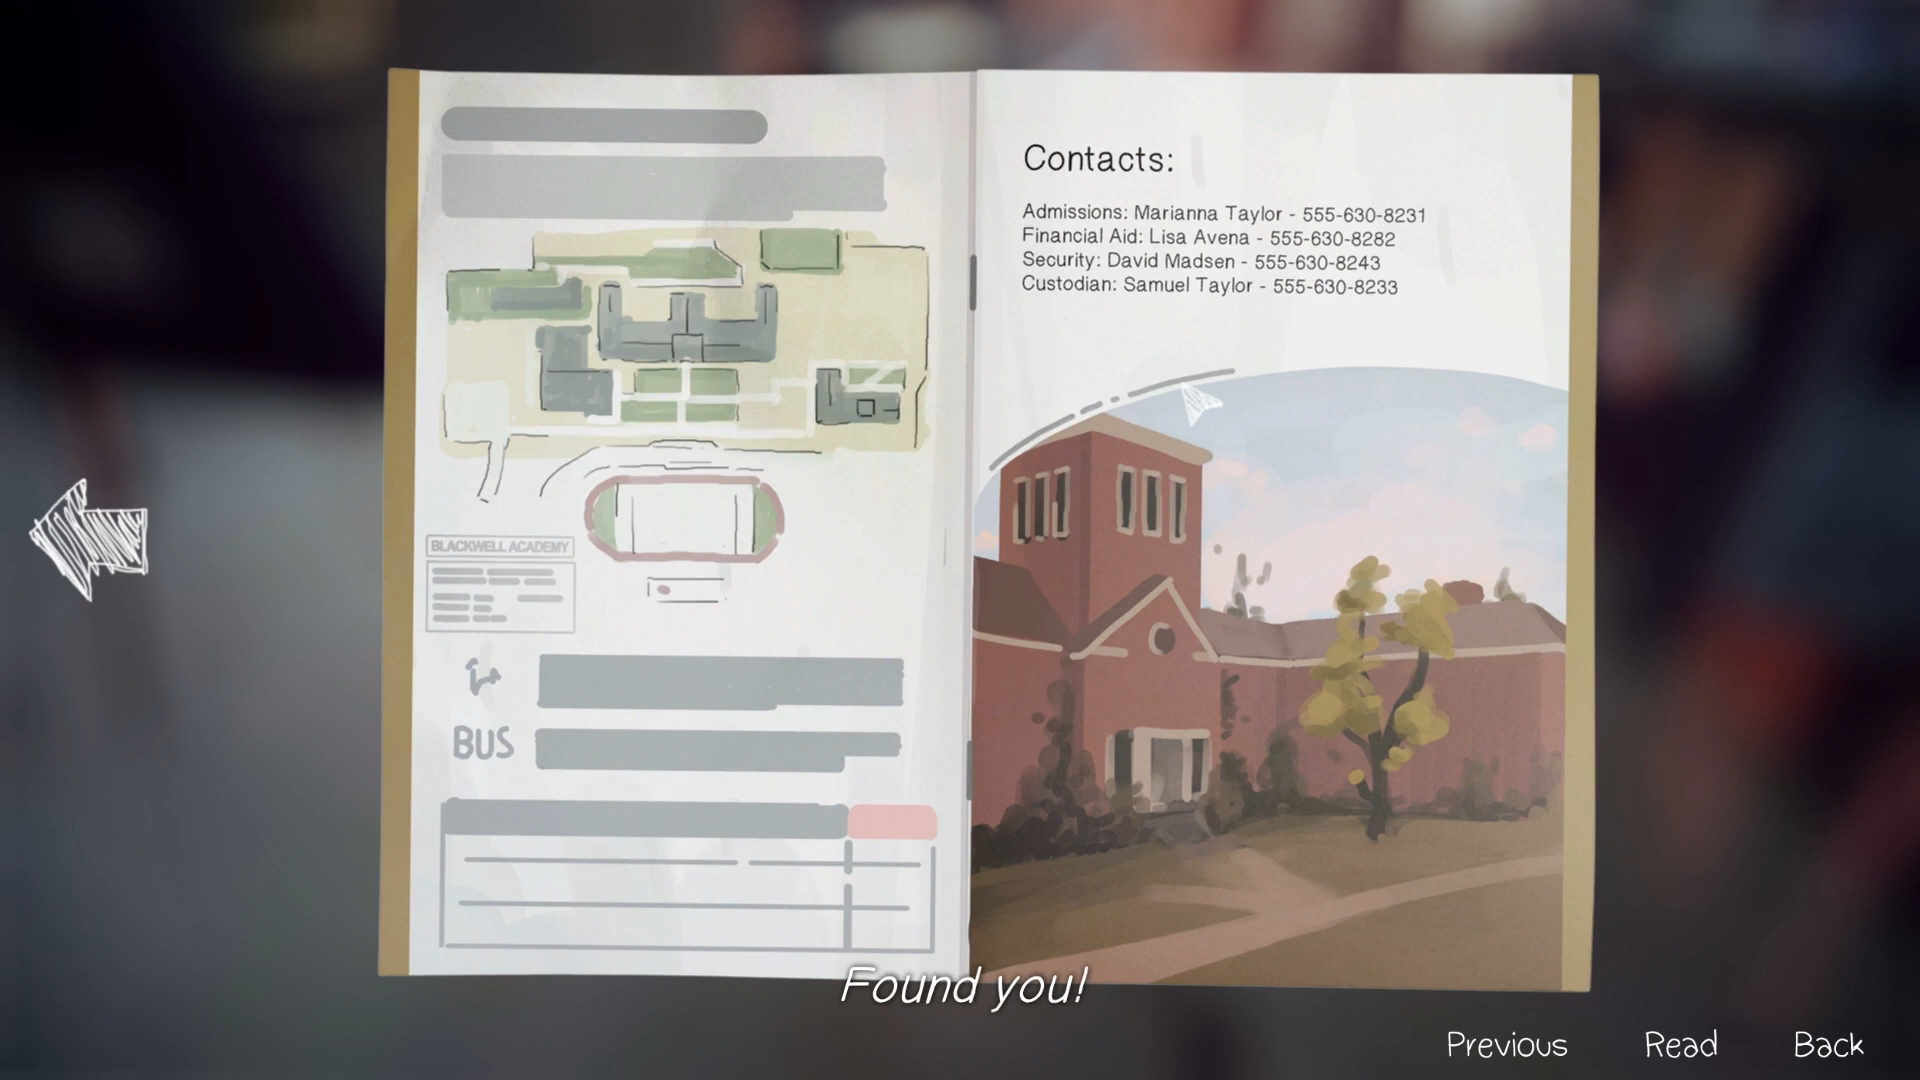 Contacts:
Admissions: Marianna Taylor - 555-630-8231
Financial Aid: Lisa Avena - 555-630-8282
Security: David Madsen - 555-630-8243
Custodian: Samuel Taylor - 555-630-8233
BLACKWELL ACADEMY
BUS
Found you!
Previous
Read
Back